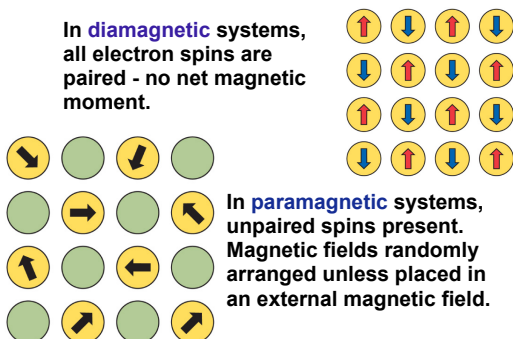 In diamagnetic systems,
all electron spins are
paired - no net magnetic
moment.
In paramagnetic systems,
unpaired spins present.
Magnetic fields randomly
arranged unless placed in
an external magnetic field.